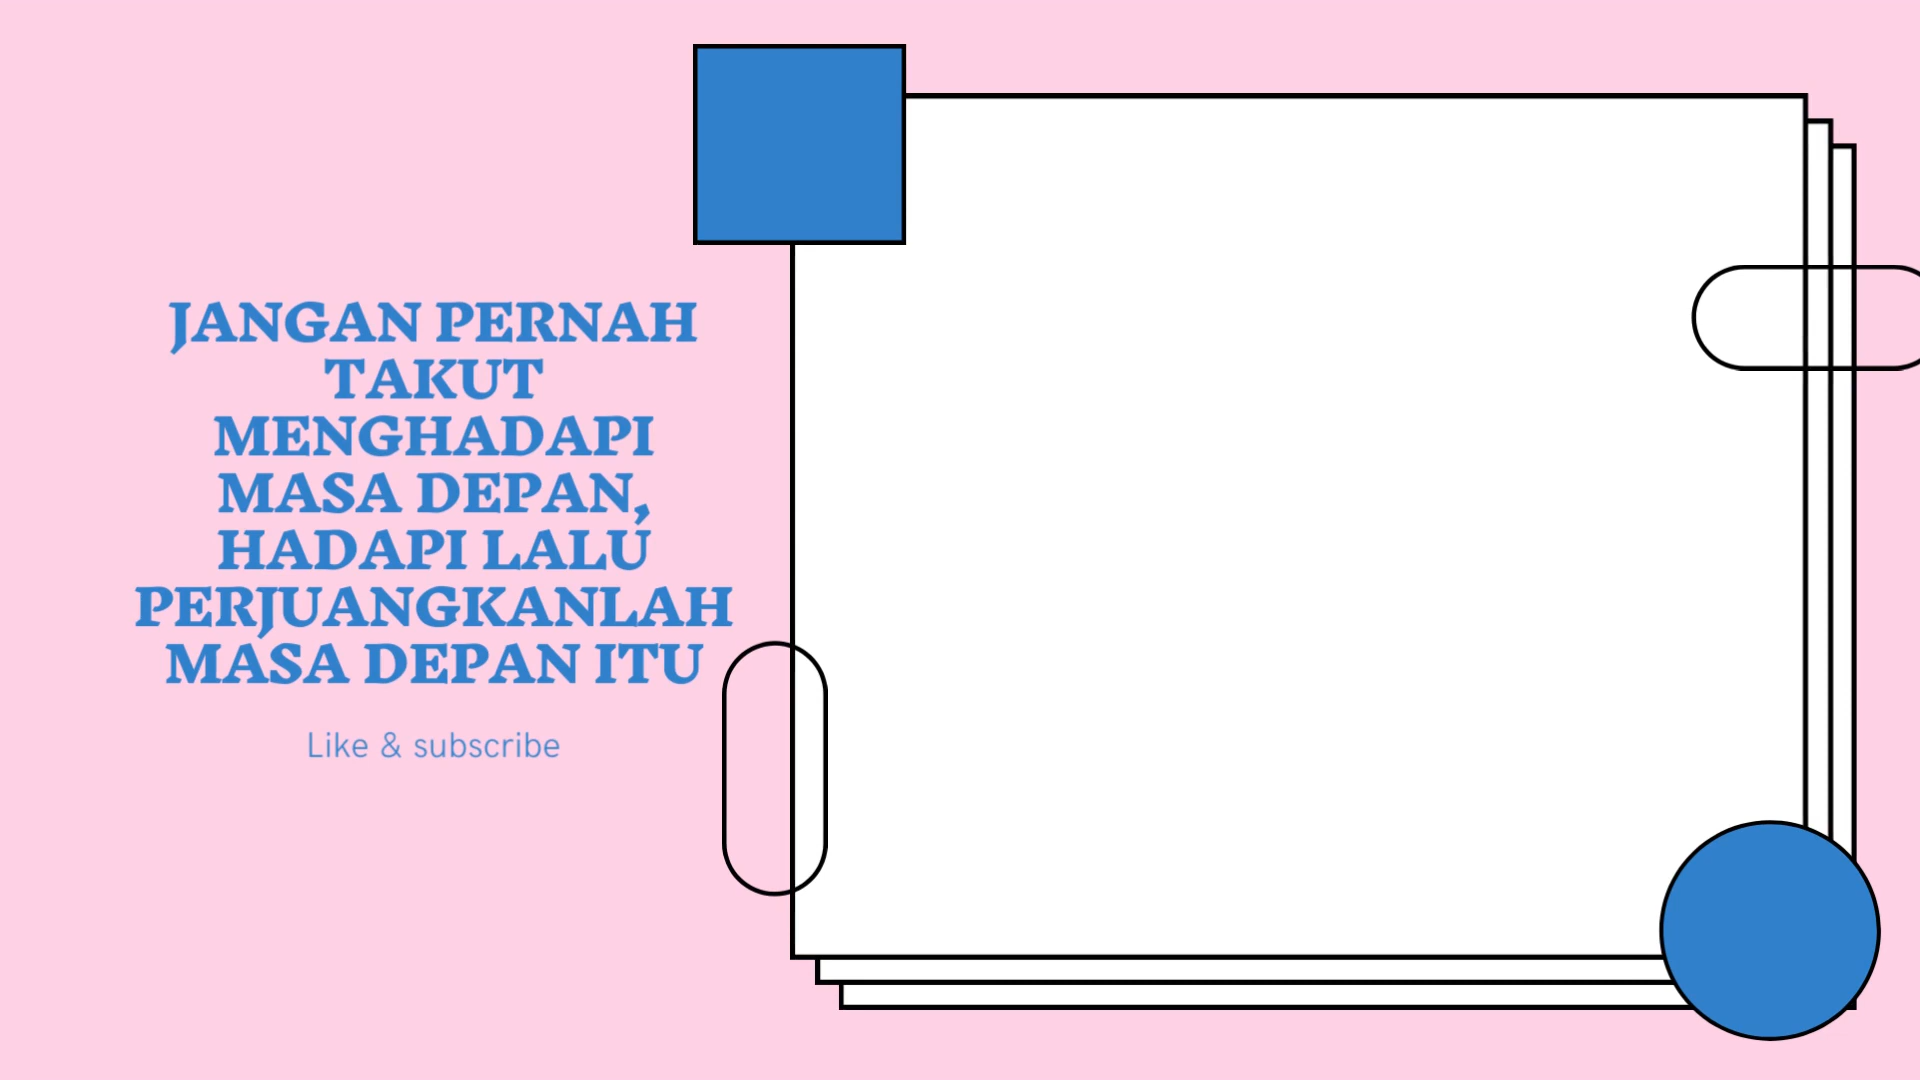 JANGAN PERNAH
TAKUT
MENGHADAPI
MASA DEPAN,
HADAPI LALU
PERJUANGKANLAH
MASA DEPAN ITU
Like & subscribe